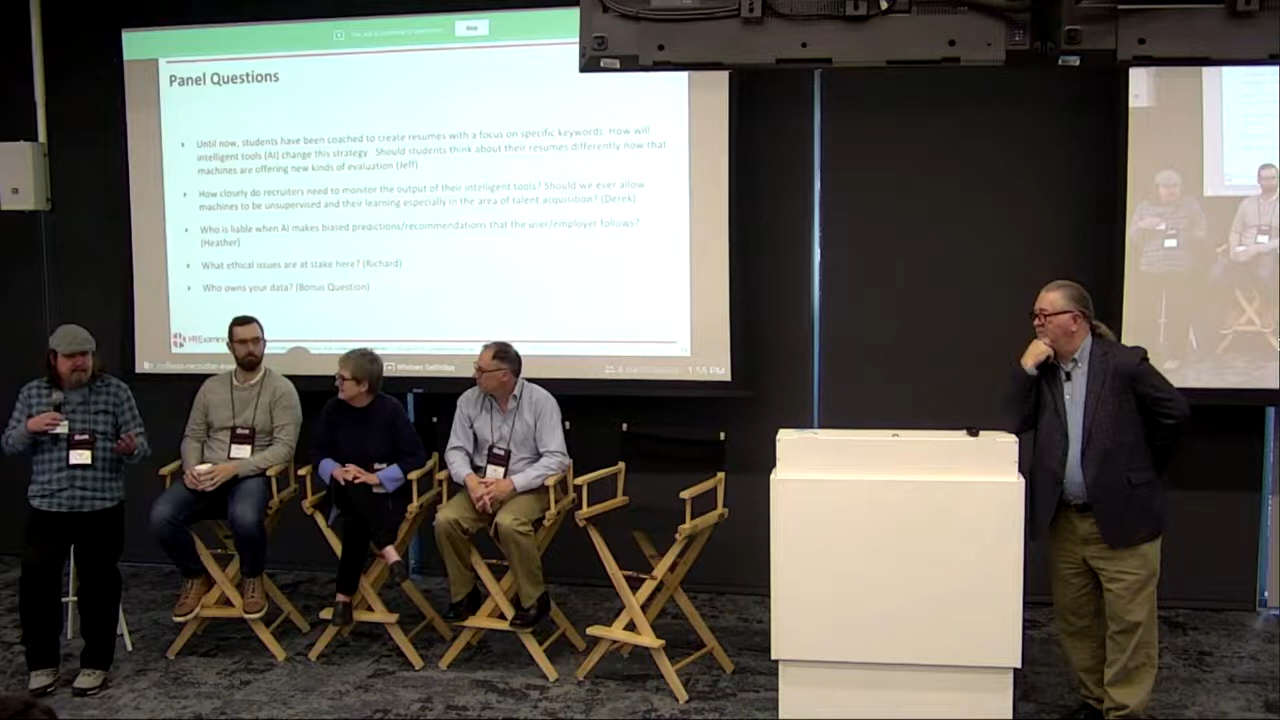 Stop
Panel Questions
Until now, students have been coached to create resumes with a focus on specific keywords. How will
intelligent tools (AI) change this strategy. Should students think about their resumes differently now that
machines are offering new kinds of evaluation (Jeff)
How closely do recruiters need to monitor the output of their intelligent tools? Should we ever allow
machines to be unsupervised and their learning especially in the area of talent acquisition? (Derek)
Who is liable when AI makes biased predictions/recommendations that the user/employer follows?
(Heather)
What ethical issues are at stake here? (Richard)
Who owns your data? (Bonus Question)
1:55 PM